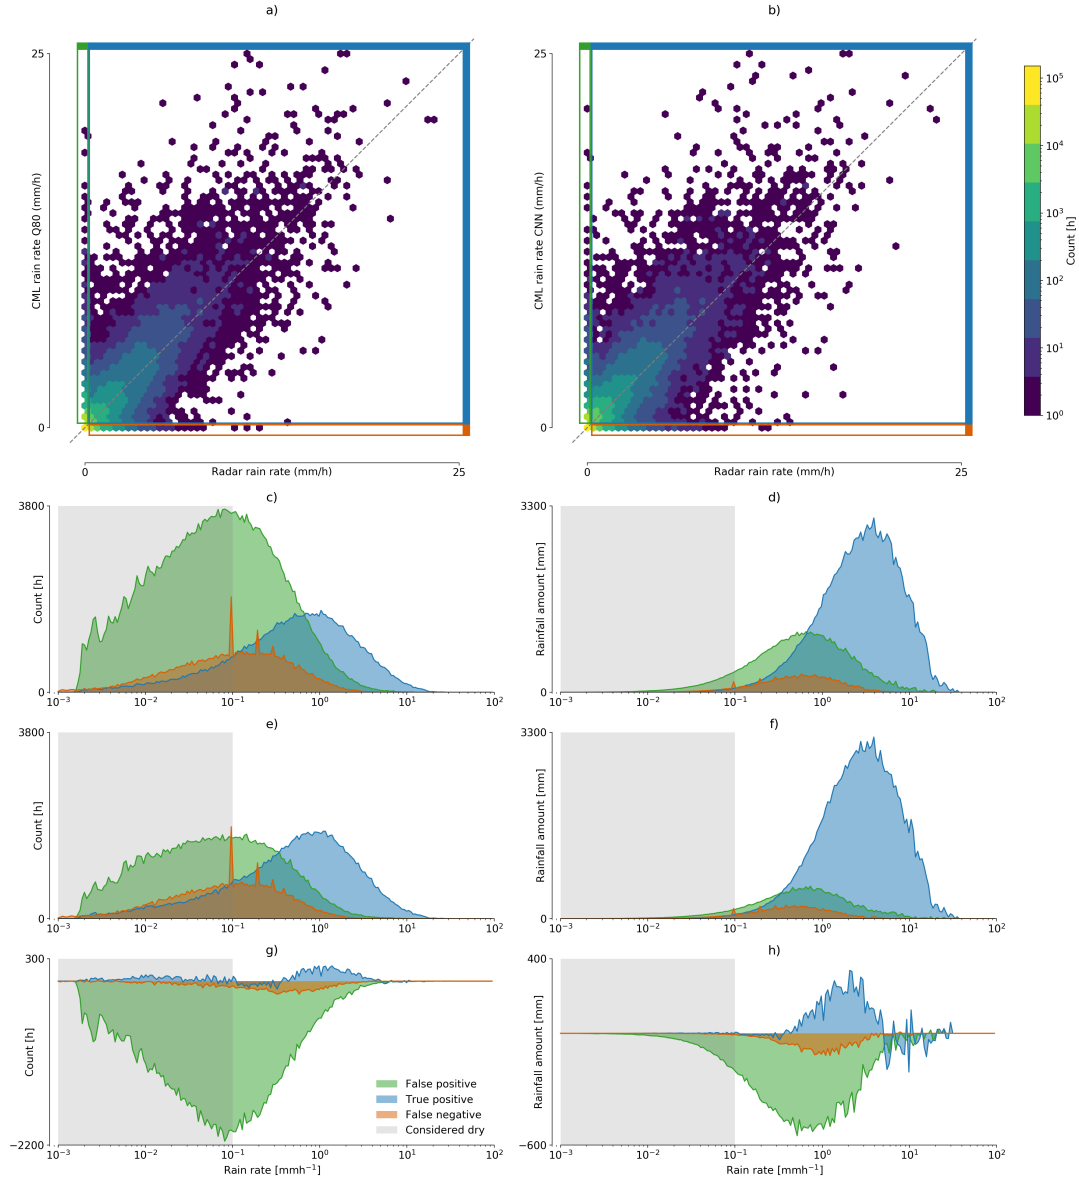 a)
b)
25
CML rain rate Q80 (mm/h)
0
0
Radar rain rate (mm/h)
25
25
CML rain rate CNN (mm/h)
0
0
Radar rain rate (mm/h)
25
10⁵
10⁴
10³
10²
10¹
10⁰
Count [h]
c)
3800
Count [h]
0
10⁻³ 10⁻² 10⁻¹ 10⁰ 10¹ 10²
d)
3300
Rainfall amount [mm]
0
10⁻³ 10⁻² 10⁻¹ 10⁰ 10¹ 10²
e)
3800
Count [h]
0
10⁻³ 10⁻² 10⁻¹ 10⁰ 10¹ 10²
f)
3300
Rainfall amount [mm]
0
10⁻³ 10⁻² 10⁻¹ 10⁰ 10¹ 10²
g)
300
Count [h]
−2200
False positive
True positive
False negative
Considered dry
10⁻³ 10⁻² 10⁻¹ 10⁰ 10¹ 10²
Rain rate [mmh⁻¹]
h)
400
Rainfall amount [mm]
−600
10⁻³ 10⁻² 10⁻¹ 10⁰ 10¹ 10²
Rain rate [mmh⁻¹]